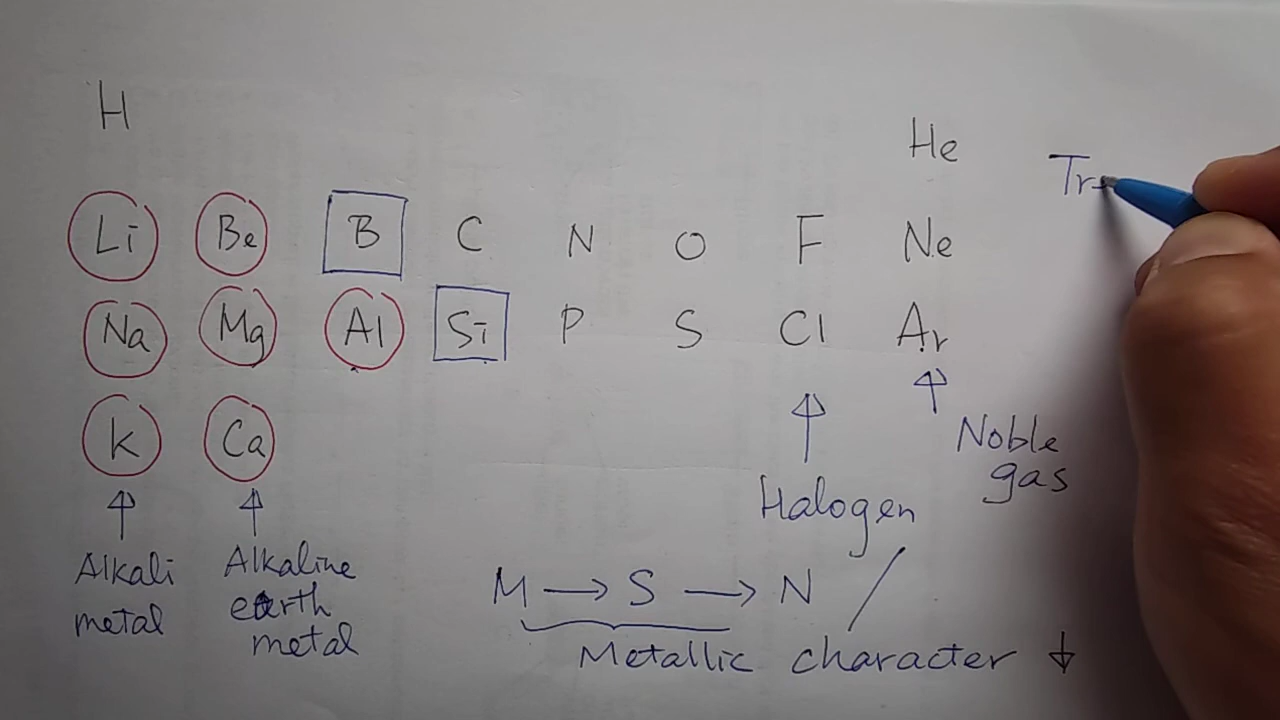 H He
Tr
Li Be B C N O F Ne
Na Mg Al Si P S Cl Ar
K Ca
Noble
gas
Halogen
Alkali
metal
Alkaline
earth
metal
M → S → N /
Metallic character ↓